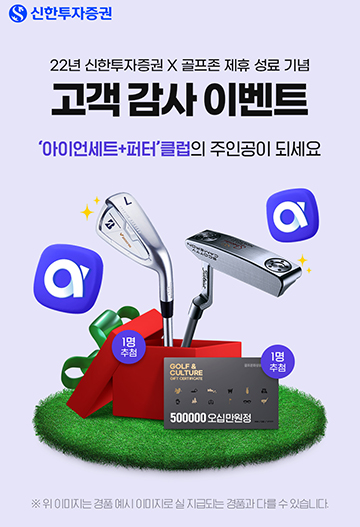 신한투자증권
22년 신한투자증권 X 골프존 제휴 성료 기념
고객 감사 이벤트
‘아이언세트+퍼터’클럽의 주인공이 되세요
7
1명
추첨
1명
추첨
GOLF &
CULTURE
GIFT CERTIFICATE
500000 오십만원정
※ 위 이미지는 경품 예시 이미지로 실 지급되는 경품과 다를 수 있습니다.